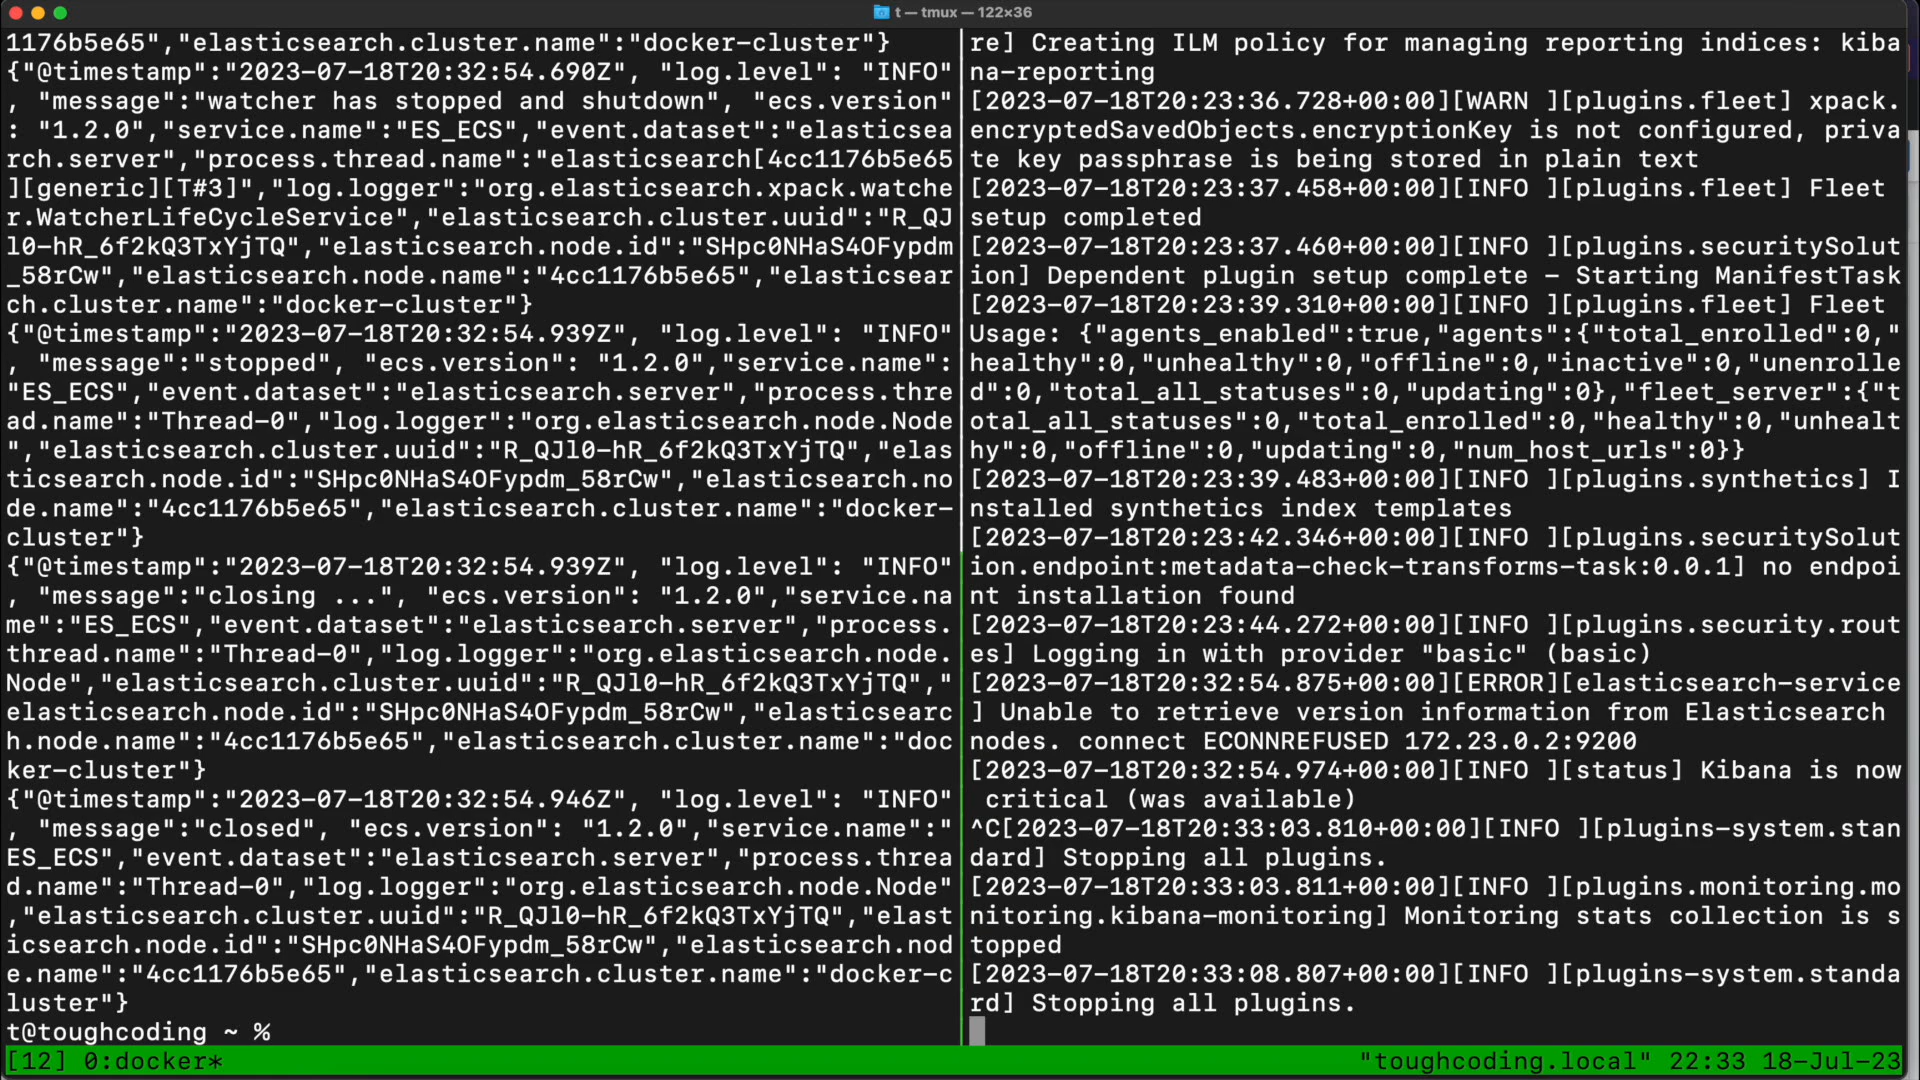 t — tmux — 122×36
1176b5e65","elasticsearch.cluster.name":"docker-cluster"}
{"@timestamp":"2023-07-18T20:32:54.690Z", "log.level": "INFO"
, "message":"watcher has stopped and shutdown", "ecs.version"
: "1.2.0","service.name":"ES_ECS","event.dataset":"elasticsea
rch.server","process.thread.name":"elasticsearch[4cc1176b5e65
][generic][T#3]","log.logger":"org.elasticsearch.xpack.watche
r.WatcherLifeCycleService","elasticsearch.cluster.uuid":"R_QJ
l0-hR_6f2kQ3TxYjTQ","elasticsearch.node.id":"SHpc0NHaS4OFypdm
_58rCw","elasticsearch.node.name":"4cc1176b5e65","elasticsear
ch.cluster.name":"docker-cluster"}
{"@timestamp":"2023-07-18T20:32:54.939Z", "log.level": "INFO"
, "message":"stopped", "ecs.version": "1.2.0","service.name":
"ES_ECS","event.dataset":"elasticsearch.server","process.thre
ad.name":"Thread-0","log.logger":"org.elasticsearch.node.Node
","elasticsearch.cluster.uuid":"R_QJl0-hR_6f2kQ3TxYjTQ","elas
ticsearch.node.id":"SHpc0NHaS4OFypdm_58rCw","elasticsearch.no
de.name":"4cc1176b5e65","elasticsearch.cluster.name":"docker-
cluster"}
{"@timestamp":"2023-07-18T20:32:54.939Z", "log.level": "INFO"
, "message":"closing ...", "ecs.version": "1.2.0","service.na
me":"ES_ECS","event.dataset":"elasticsearch.server","process.
thread.name":"Thread-0","log.logger":"org.elasticsearch.node.
Node","elasticsearch.cluster.uuid":"R_QJl0-hR_6f2kQ3TxYjTQ","
elasticsearch.node.id":"SHpc0NHaS4OFypdm_58rCw","elasticsearc
h.node.name":"4cc1176b5e65","elasticsearch.cluster.name":"doc
ker-cluster"}
{"@timestamp":"2023-07-18T20:32:54.946Z", "log.level": "INFO"
, "message":"closed", "ecs.version": "1.2.0","service.name":"
ES_ECS","event.dataset":"elasticsearch.server","process.threa
d.name":"Thread-0","log.logger":"org.elasticsearch.node.Node"
,"elasticsearch.cluster.uuid":"R_QJl0-hR_6f2kQ3TxYjTQ","elast
icsearch.node.id":"SHpc0NHaS4OFypdm_58rCw","elasticsearch.nod
e.name":"4cc1176b5e65","elasticsearch.cluster.name":"docker-c
luster"}
t@toughcoding ~ %
re] Creating ILM policy for managing reporting indices: kiba
na-reporting
[2023-07-18T20:23:36.728+00:00][WARN ][plugins.fleet] xpack.
encryptedSavedObjects.encryptionKey is not configured, priva
te key passphrase is being stored in plain text
[2023-07-18T20:23:37.458+00:00][INFO ][plugins.fleet] Fleet
setup completed
[2023-07-18T20:23:37.460+00:00][INFO ][plugins.securitySolut
ion] Dependent plugin setup complete – Starting ManifestTask
[2023-07-18T20:23:39.310+00:00][INFO ][plugins.fleet] Fleet
Usage: {"agents_enabled":true,"agents":{"total_enrolled":0,"
healthy":0,"unhealthy":0,"offline":0,"inactive":0,"unenrolle
d":0,"total_all_statuses":0,"updating":0},"fleet_server":{"t
otal_all_statuses":0,"total_enrolled":0,"healthy":0,"unhealt
hy":0,"offline":0,"updating":0,"num_host_urls":0}}
[2023-07-18T20:23:39.483+00:00][INFO ][plugins.synthetics] I
nstalled synthetics index templates
[2023-07-18T20:23:42.346+00:00][INFO ][plugins.securitySolut
ion.endpoint:metadata-check-transforms-task:0.0.1] no endpoi
nt installation found
[2023-07-18T20:23:44.272+00:00][INFO ][plugins.security.rout
es] Logging in with provider "basic" (basic)
[2023-07-18T20:32:54.875+00:00][ERROR][elasticsearch-service
] Unable to retrieve version information from Elasticsearch
nodes. connect ECONNREFUSED 172.23.0.2:9200
[2023-07-18T20:32:54.974+00:00][INFO ][status] Kibana is now
critical (was available)
^C[2023-07-18T20:33:03.810+00:00][INFO ][plugins-system.stan
dard] Stopping all plugins.
[2023-07-18T20:33:03.811+00:00][INFO ][plugins.monitoring.mo
nitoring.kibana-monitoring] Monitoring stats collection is s
topped
[2023-07-18T20:33:08.807+00:00][INFO ][plugins-system.standa
rd] Stopping all plugins.
[12] 0:docker* "toughcoding.local" 22:33 18-Jul-23